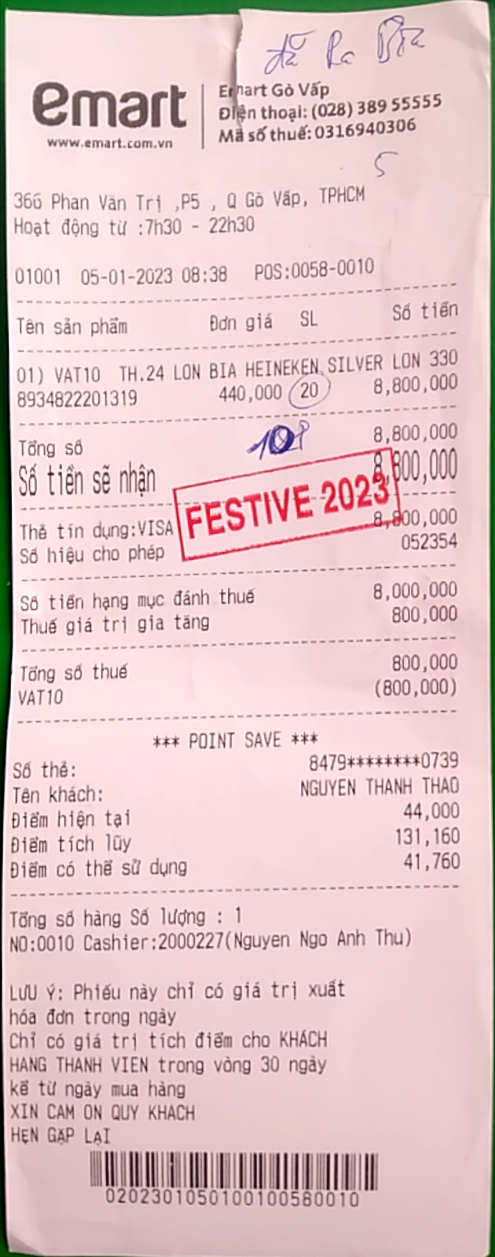 đã Ra Bia
emart
www.emart.com.vn
Emart Gò Vấp
Điện thoại: (028) 389 55555
Mã số thuế: 0316940306
5
366 Phan Văn Trị ,P5 , Q Gò Vấp, TPHCM
Hoạt động từ :7h30 - 22h30
01001 05-01-2023 08:38 POS:0058-0010
Tên sản phẩm Đơn giá SL Số tiền
01) VAT10 TH.24 LON BIA HEINEKEN SILVER LON 330
8934822201319 440,000 20 8,800,000
Tổng số 8,800,000
Số tiền sẽ nhận 8,800,000
FESTIVE 2023
Thẻ tín dụng:VISA 8,800,000
Số hiệu cho phép 052354
Số tiền hạng mục đánh thuế 8,000,000
Thuế giá trị gia tăng 800,000
Tổng số thuế 800,000
VAT10 (800,000)
*** POINT SAVE ***
Số thẻ: 8479********0739
Tên khách: NGUYEN THANH THAO
Điểm hiện tại 44,000
Điểm tích lũy 131,160
Điểm có thể sử dụng 41,760
Tổng số hàng Số lượng : 1
NO:0010 Cashier:2000227(Nguyen Ngo Anh Thu)
LƯU Ý: Phiếu này chỉ có giá trị xuất
hóa đơn trong ngày
Chỉ có giá trị tích điểm cho KHÁCH
HANG THANH VIEN trong vòng 30 ngày
kể từ ngày mua hàng
XIN CAM ON QUY KHACH
HẸN GẶP LẠI
0202301050100100580010